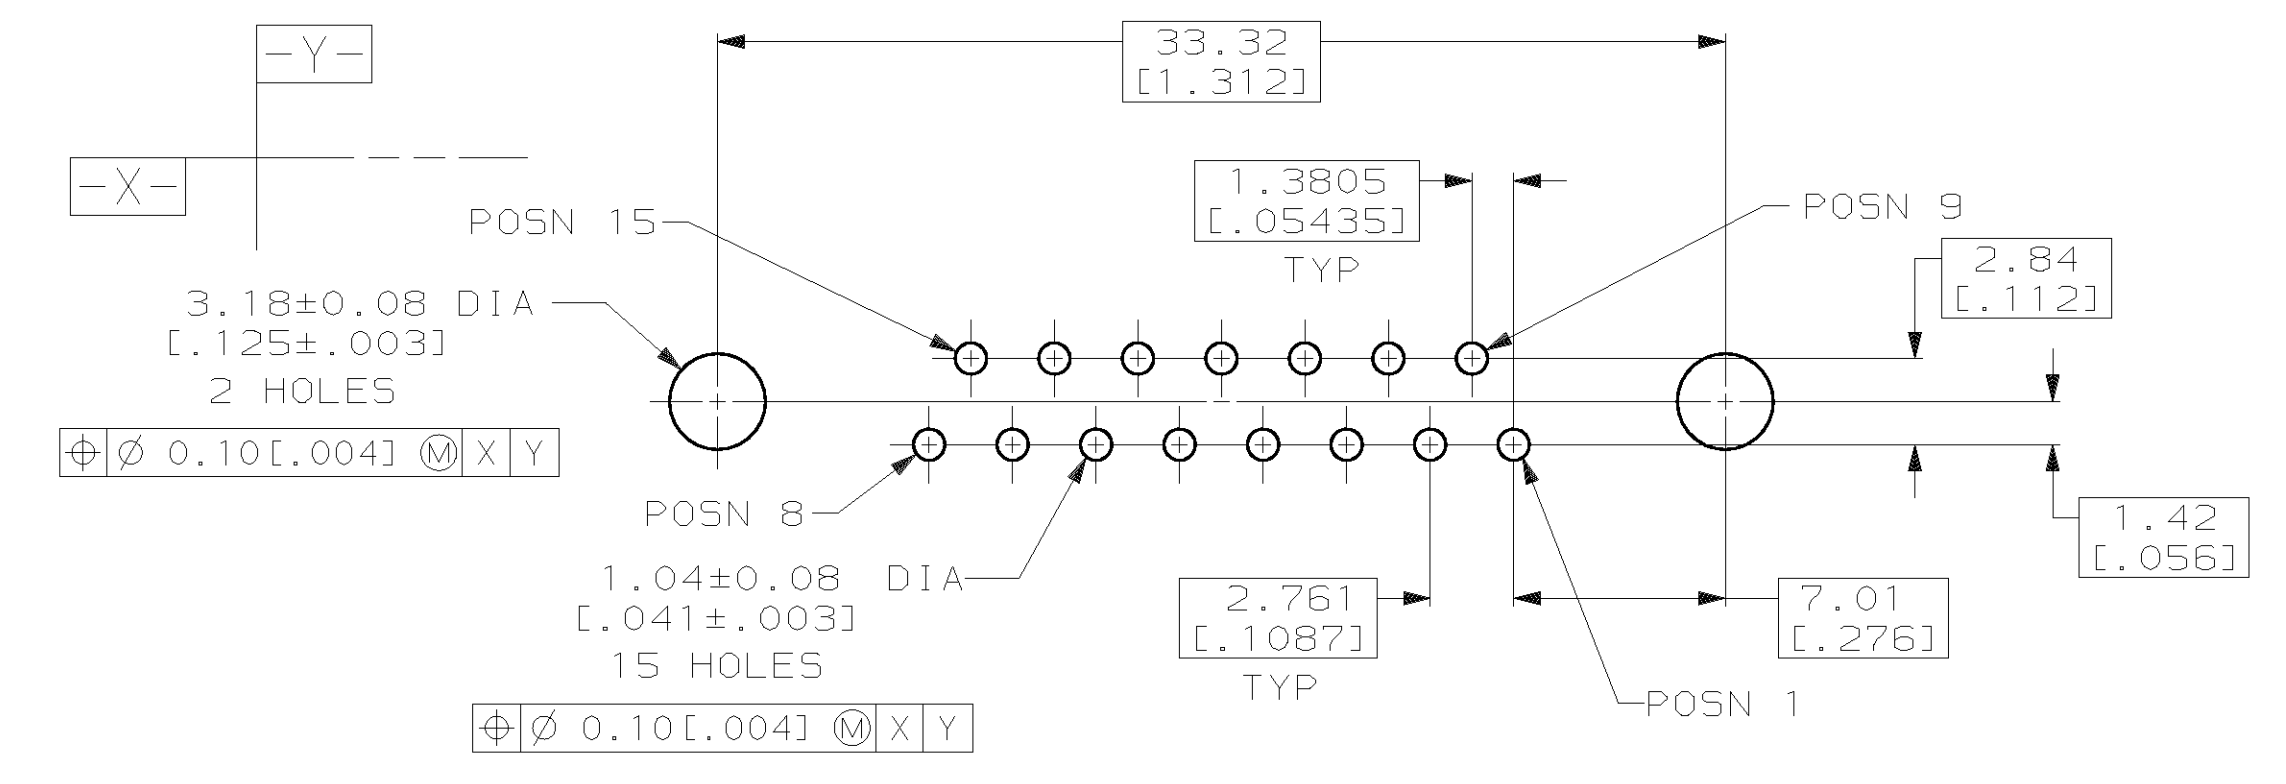 -Y-
33.32
[1.312]
-X-
1.3805
[.05435]
TYP
POSN 15
POSN 9
2.84
[.112]
3.18±0.08 DIA
[.125±.003]
2 HOLES
⌖ Ø 0.10[.004] Ⓜ X Y
POSN 8
1.42
[.056]
1.04±0.08 DIA
[.041±.003]
15 HOLES
2.761
[.1087]
TYP
7.01
[.276]
POSN 1
⌖ Ø 0.10[.004] Ⓜ X Y